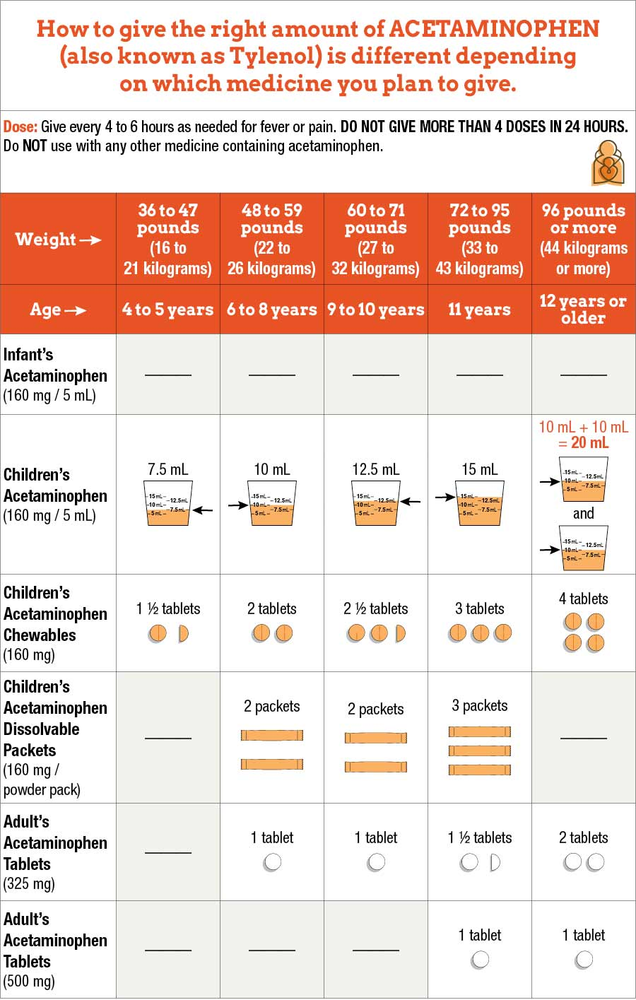 How to give the right amount of ACETAMINOPHEN
(also known as Tylenol) is different depending
on which medicine you plan to give.
Dose: Give every 4 to 6 hours as needed for fever or pain. DO NOT GIVE MORE THAN 4 DOSES IN 24 HOURS.
Do NOT use with any other medicine containing acetaminophen.
Weight →
36 to 47
pounds
(16 to
21 kilograms)
48 to 59
pounds
(22 to
26 kilograms)
60 to 71
pounds
(27 to
32 kilograms)
72 to 95
pounds
(33 to
43 kilograms)
96 pounds
or more
(44 kilograms
or more)
Age →
4 to 5 years
6 to 8 years
9 to 10 years
11 years
12 years or
older
Infant's
Acetaminophen
(160 mg / 5 mL)
Children's
Acetaminophen
(160 mg / 5 mL)
7.5 mL
15 mL
12.5 mL
10 mL
7.5 mL
5 mL
10 mL
15 mL
12.5 mL
10 mL
7.5 mL
5 mL
12.5 mL
15 mL
12.5 mL
10 mL
7.5 mL
5 mL
15 mL
15 mL
12.5 mL
10 mL
7.5 mL
5 mL
10 mL + 10 mL
= 20 mL
15 mL
12.5 mL
10 mL
7.5 mL
5 mL
and
15 mL
12.5 mL
10 mL
7.5 mL
5 mL
Children's
Acetaminophen
Chewables
(160 mg)
1 ½ tablets
2 tablets
2 ½ tablets
3 tablets
4 tablets
Children's
Acetaminophen
Dissolvable
Packets
(160 mg /
powder pack)
2 packets
2 packets
3 packets
Adult's
Acetaminophen
Tablets
(325 mg)
1 tablet
1 tablet
1 ½ tablets
2 tablets
Adult's
Acetaminophen
Tablets
(500 mg)
1 tablet
1 tablet